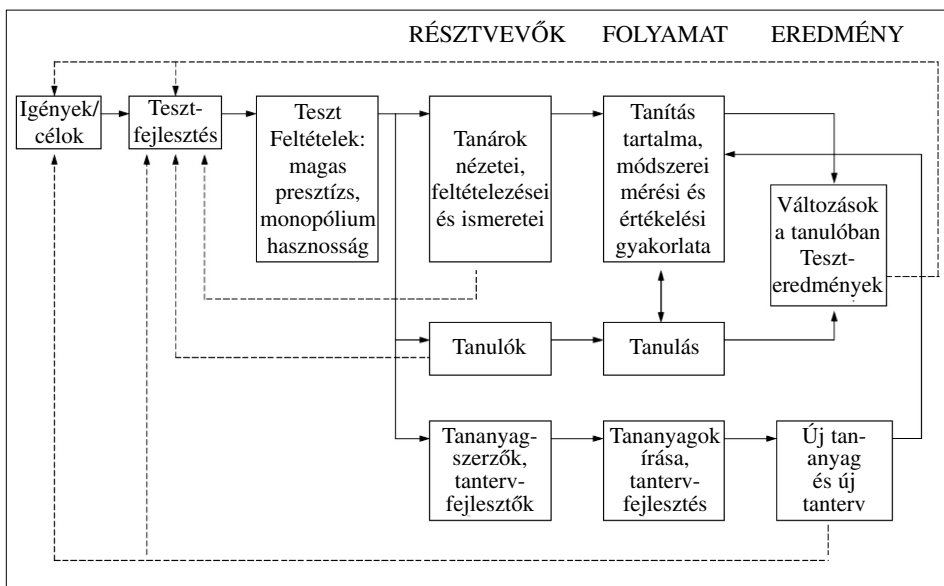 RÉSZTVEVŐK FOLYAMAT EREDMÉNY
Igények/
célok
Teszt-
fejlesztés
Teszt
Feltételek:
magas
presztízs,
monopólium
hasznosság
Tanárok
nézetei,
feltételezései
és ismeretei
Tanítás
tartalma,
módszerei
mérési és
értékelési
gyakorlata
Változások
a tanulóban
Teszt-
eredmények
Tanulók
Tanulás
Tananyag-
szerzők,
tanterv-
fejlesztők
Tananyagok
írása,
tanterv-
fejlesztés
Új tan-
anyag
és új
tanterv